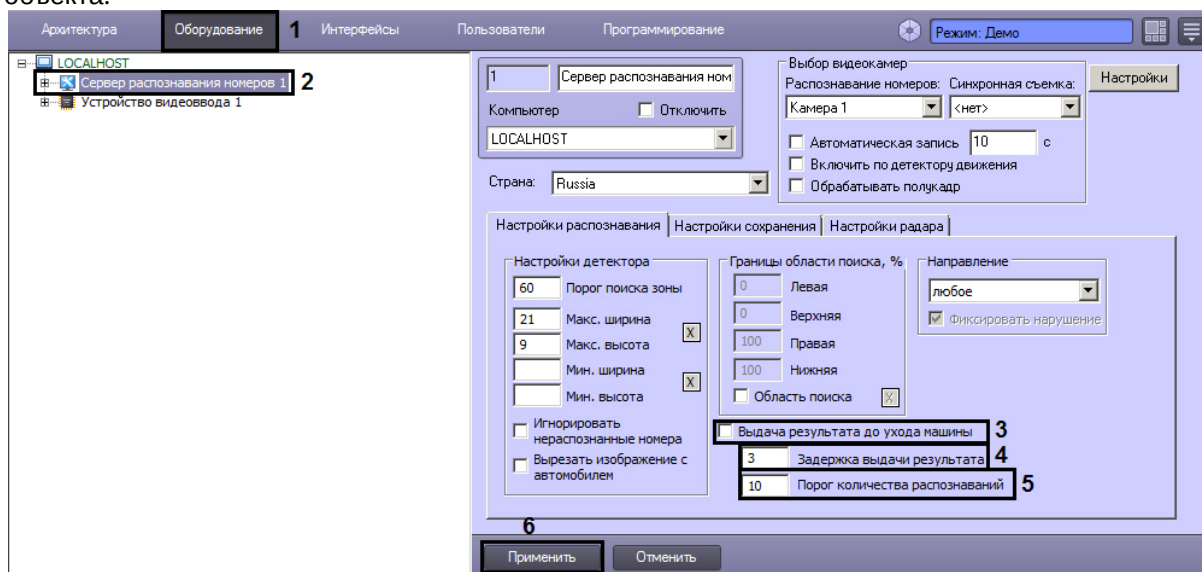 объекта.
Архитектура Оборудование 1 Интерфейсы Пользователи Программирование Режим: Демо
LOCALHOST
Сервер распознавания номеров 1 2
Устройство видеоввода 1
1 Сервер распознавания ном
Компьютер Отключить
LOCALHOST
Страна: Russia
Выбор видеокамер
Распознавание номеров: Синхронная съемка:
Камера 1 <нет>
Автоматическая запись 10 с
Включить по детектору движения
Обрабатывать полукадр
Настройки
Настройки распознавания Настройки сохранения Настройки радара
Настройки детектора
60 Порог поиска зоны
21 Макс. ширина
9 Макс. высота
X
Мин. ширина
Мин. высота
X
Игнорировать
нераспознанные номера
Вырезать изображение с
автомобилем
Границы области поиска, %
0 Левая
0 Верхняя
100 Правая
100 Нижняя
Область поиска X
Направление
любое
Фиксировать нарушение
Выдача результата до ухода машины 3
3 Задержка выдачи результата 4
10 Порог количества распознаваний 5
6
Применить Отменить